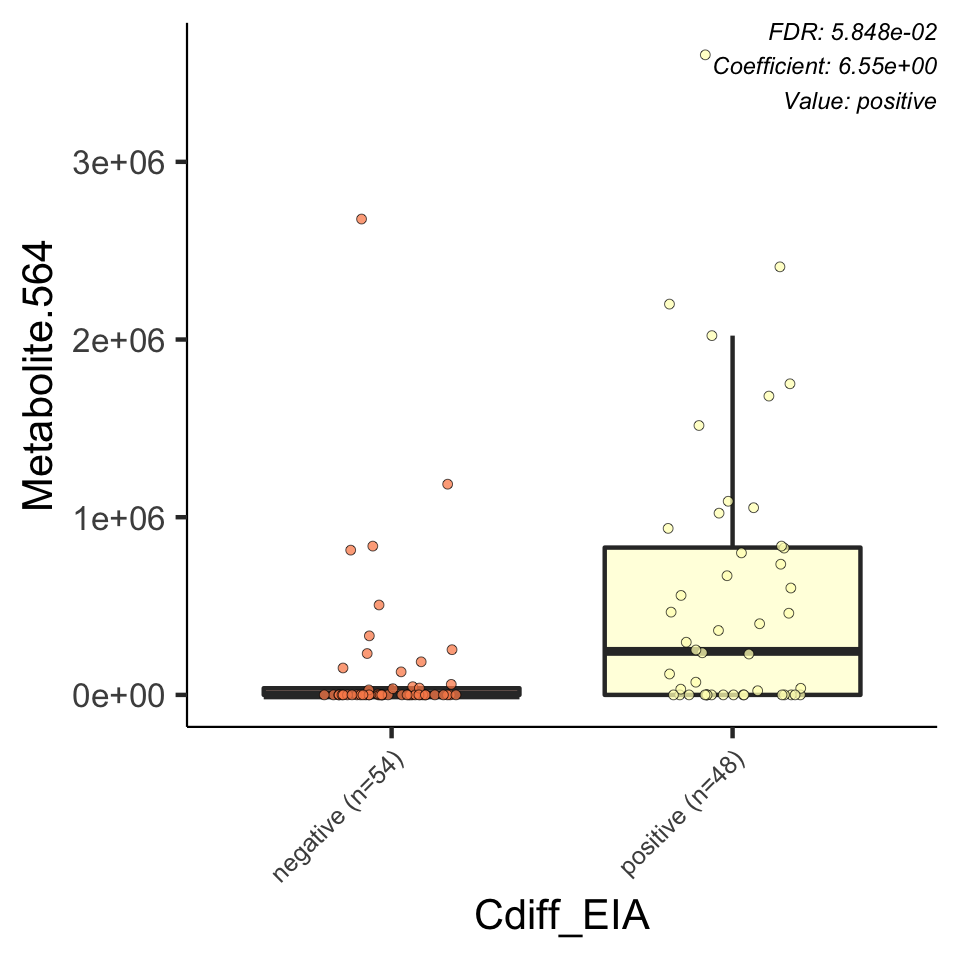 FDR: 5.848e-02
Coefficient: 6.55e+00
Value: positive
Metabolite.564
3e+06
2e+06
1e+06
0e+00
negative (n=54)
positive (n=48)
Cdiff_EIA